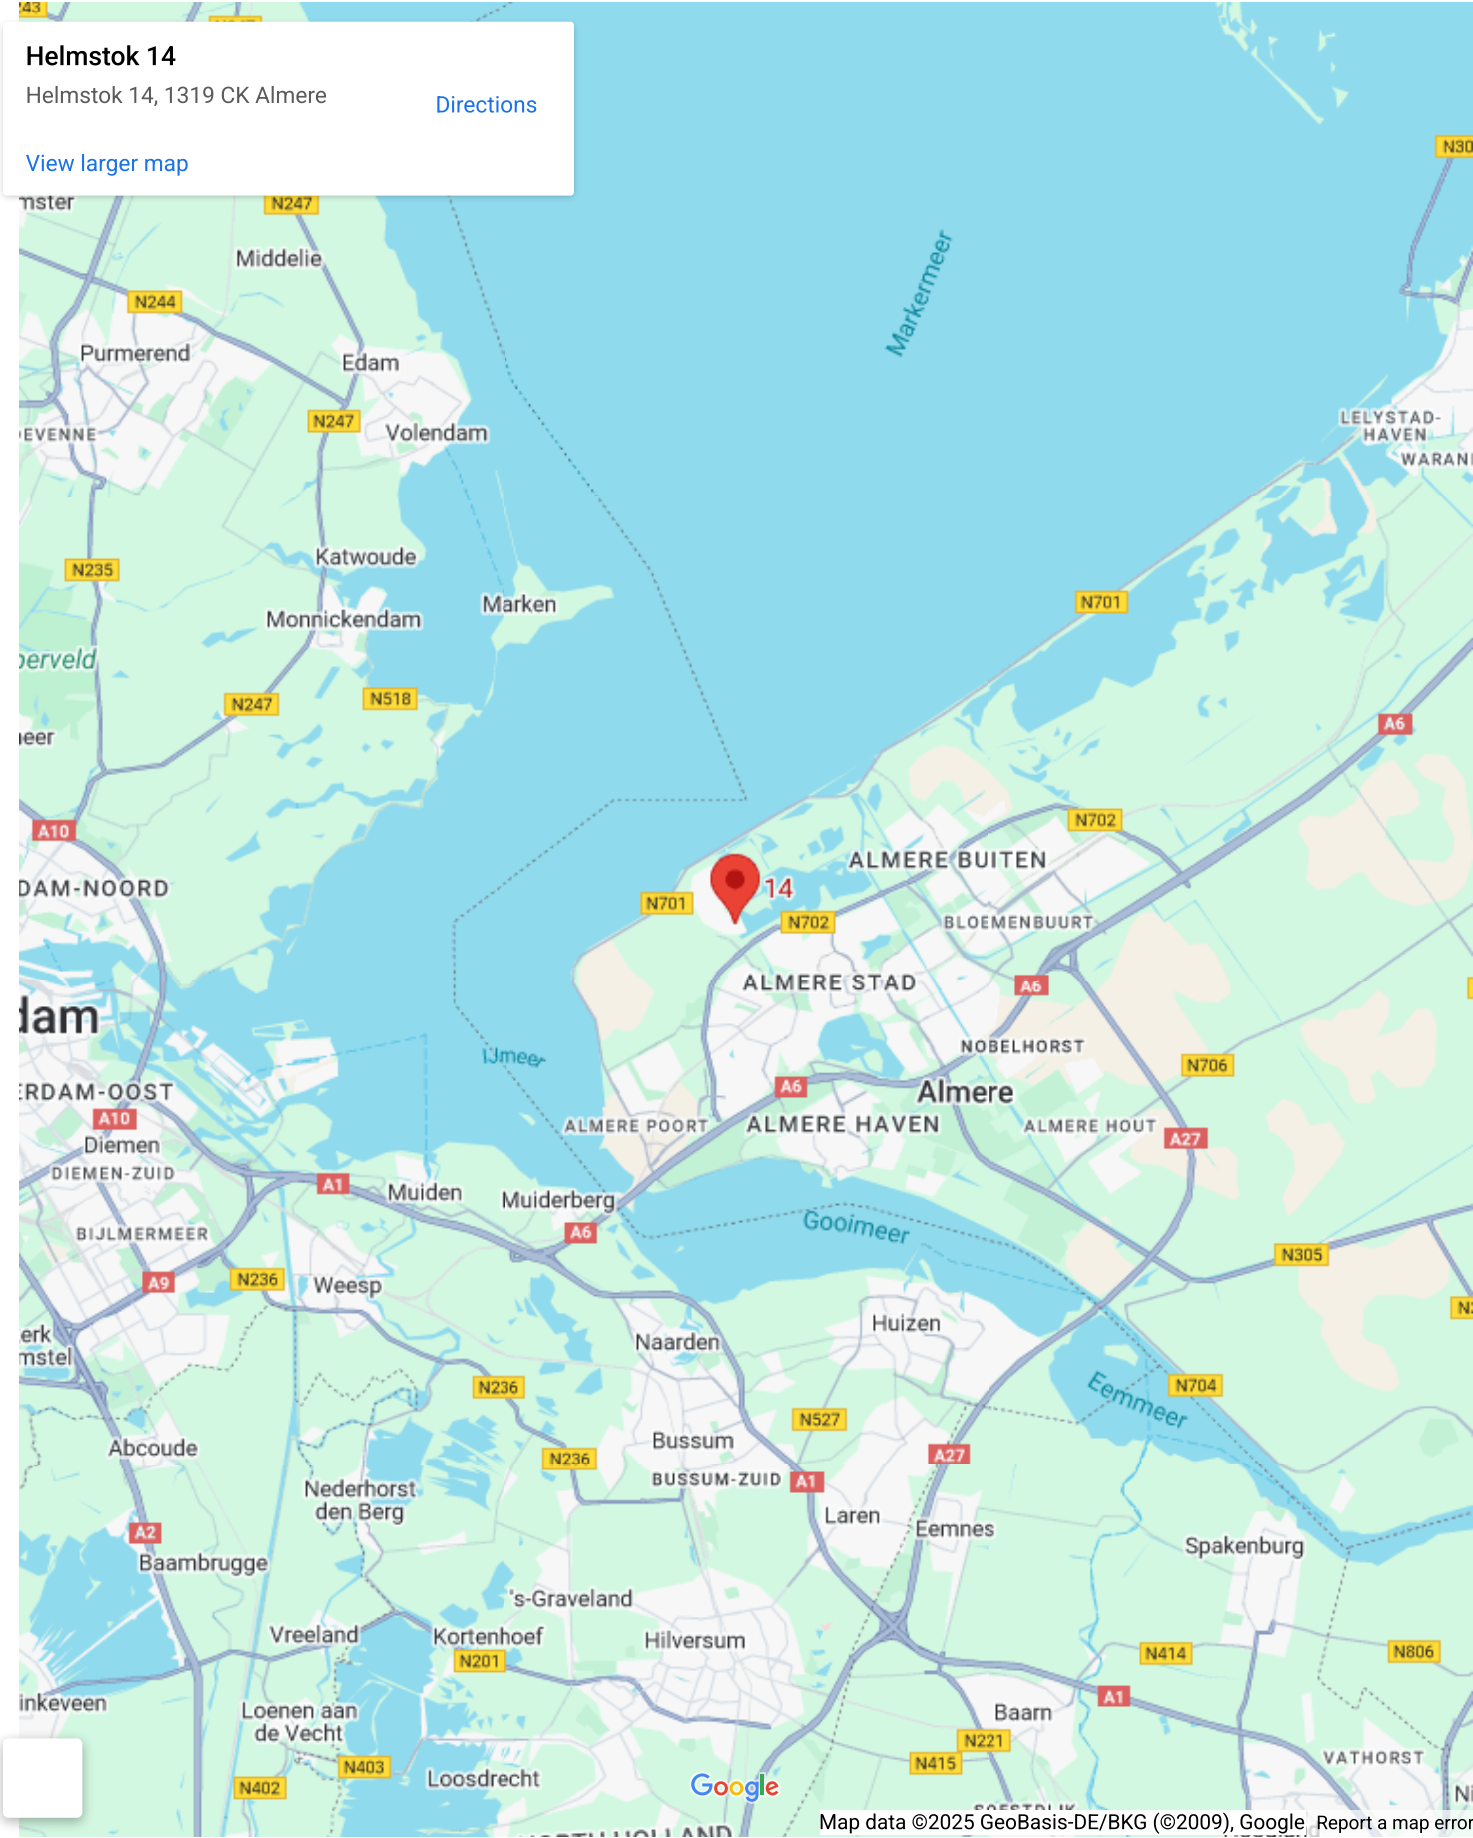 243
Helmstok 14
Helmstok 14, 1319 CK Almere
Directions
View larger map
N247
Middelie
N244
Purmerend
Edam
N247
Volendam
Markermeer
LELYSTAD-
HAVEN
Katwoude
N235
Marken
Monnickendam
N701
N247
N518
A6
A10
N702
ALMERE BUITEN
14
N701
N702
BLOEMENBUURT
ALMERE STAD
A6
IJmeer
NOBELHORST
N706
A6
Almere
A10
ALMERE POORT
ALMERE HAVEN
ALMERE HOUT
A27
Diemen
DIEMEN-ZUID
A1
Muiden
Muiderberg
A6
Gooimeer
BIJLMERMEER
N305
A9
N236
Weesp
Huizen
Naarden
N236
Eemmeer
N704
N527
Abcoude
Bussum
N236
BUSSUM-ZUID
A1
A27
Nederhorst
den Berg
Laren
Eemnes
A2
Baambrugge
Spakenburg
's-Graveland
Vreeland
Kortenhoef
N201
Hilversum
N414
N806
A1
Loenen aan
de Vecht
Baarn
N221
N415
VATHORST
N403
N402
Loosdrecht
Google
Map data ©2025 GeoBasis-DE/BKG (©2009), Google
Report a map error